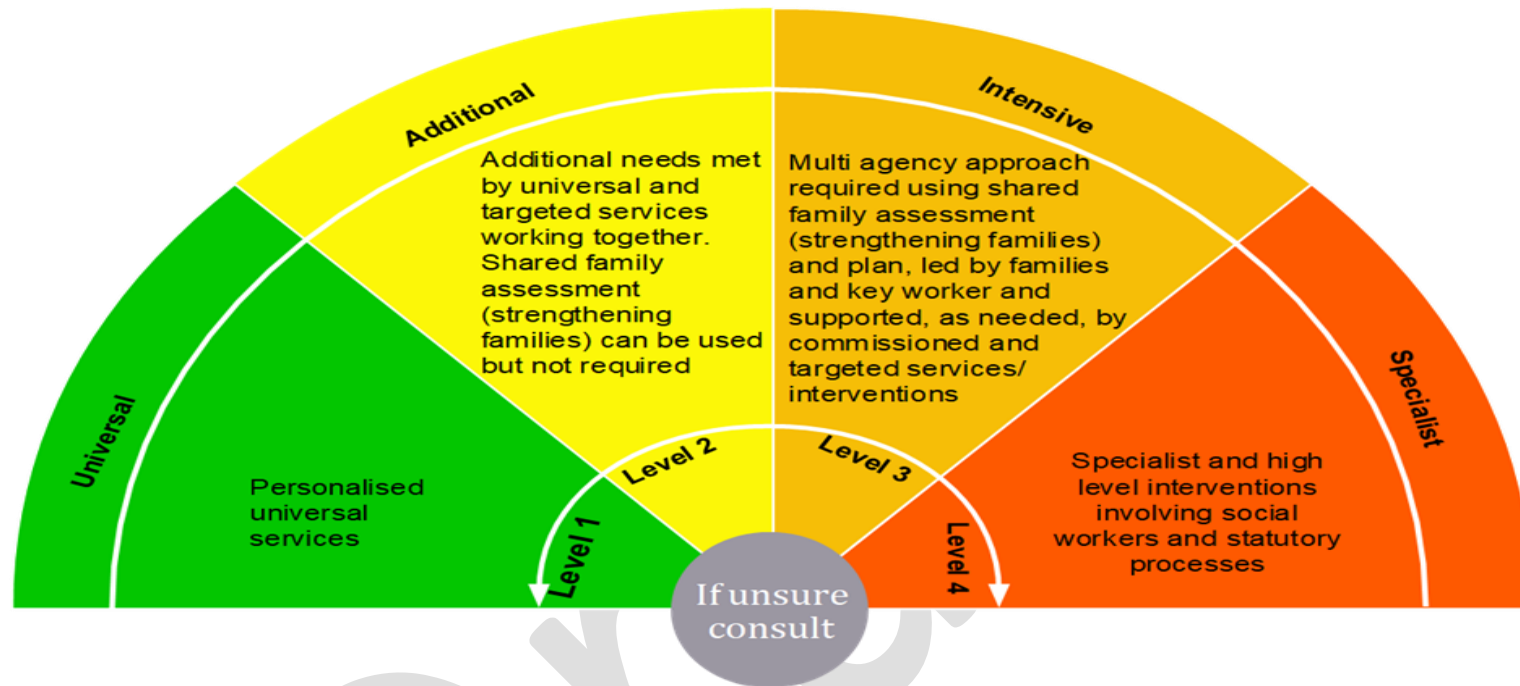 Universal
Additional
Intensive
Specialist
Personalised
universal
services
Additional needs met
by universal and
targeted services
working together.
Shared family
assessment
(strengthening
families) can be used
but not required
Multi agency approach
required using shared
family assessment
(strengthening families)
and plan, led by families
and key worker and
supported, as needed, by
commissioned and
targeted services/
interventions
Specialist and high
level interventions
involving social
workers and statutory
processes
Level 1
Level 2
Level 3
Level 4
If unsure
consult